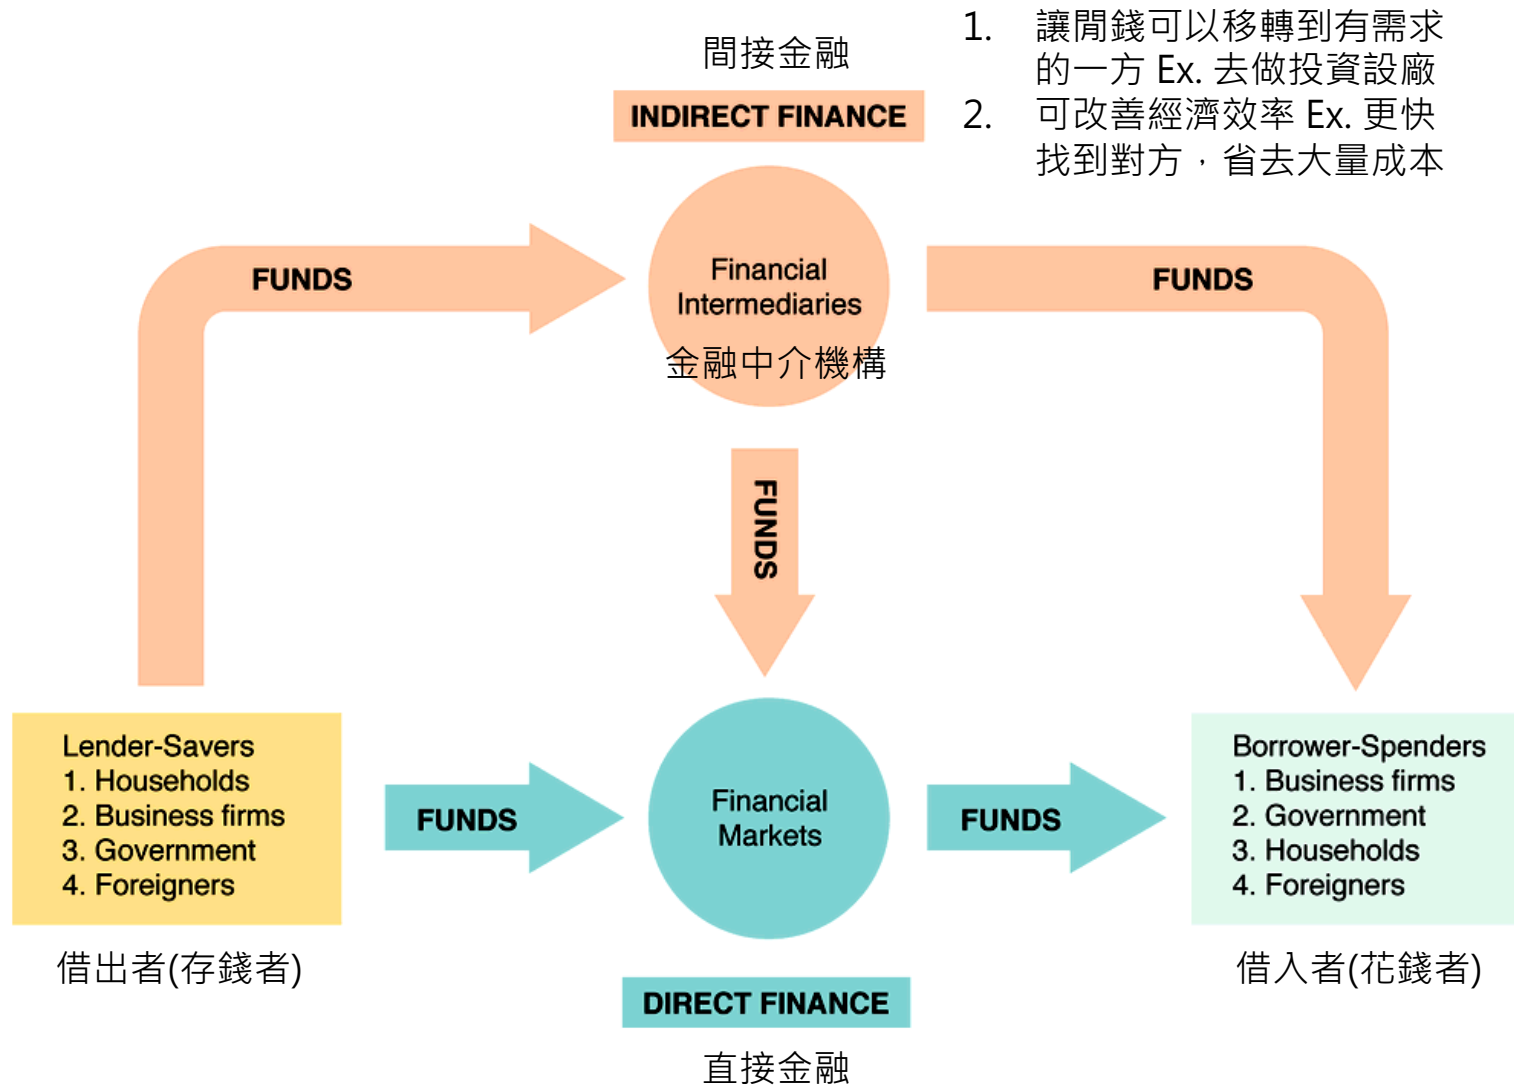 間接金融
INDIRECT FINANCE
1. 讓閒錢可以移轉到有需求
的一方 Ex. 去做投資設廠
2. 可改善經濟效率 Ex. 更快
找到對方，省去大量成本
FUNDS
Financial
Intermediaries
金融中介機構
FUNDS
FUNDS
Lender-Savers
1. Households
2. Business firms
3. Government
4. Foreigners
借出者(存錢者)
FUNDS
Financial
Markets
FUNDS
Borrower-Spenders
1. Business firms
2. Government
3. Households
4. Foreigners
借入者(花錢者)
DIRECT FINANCE
直接金融